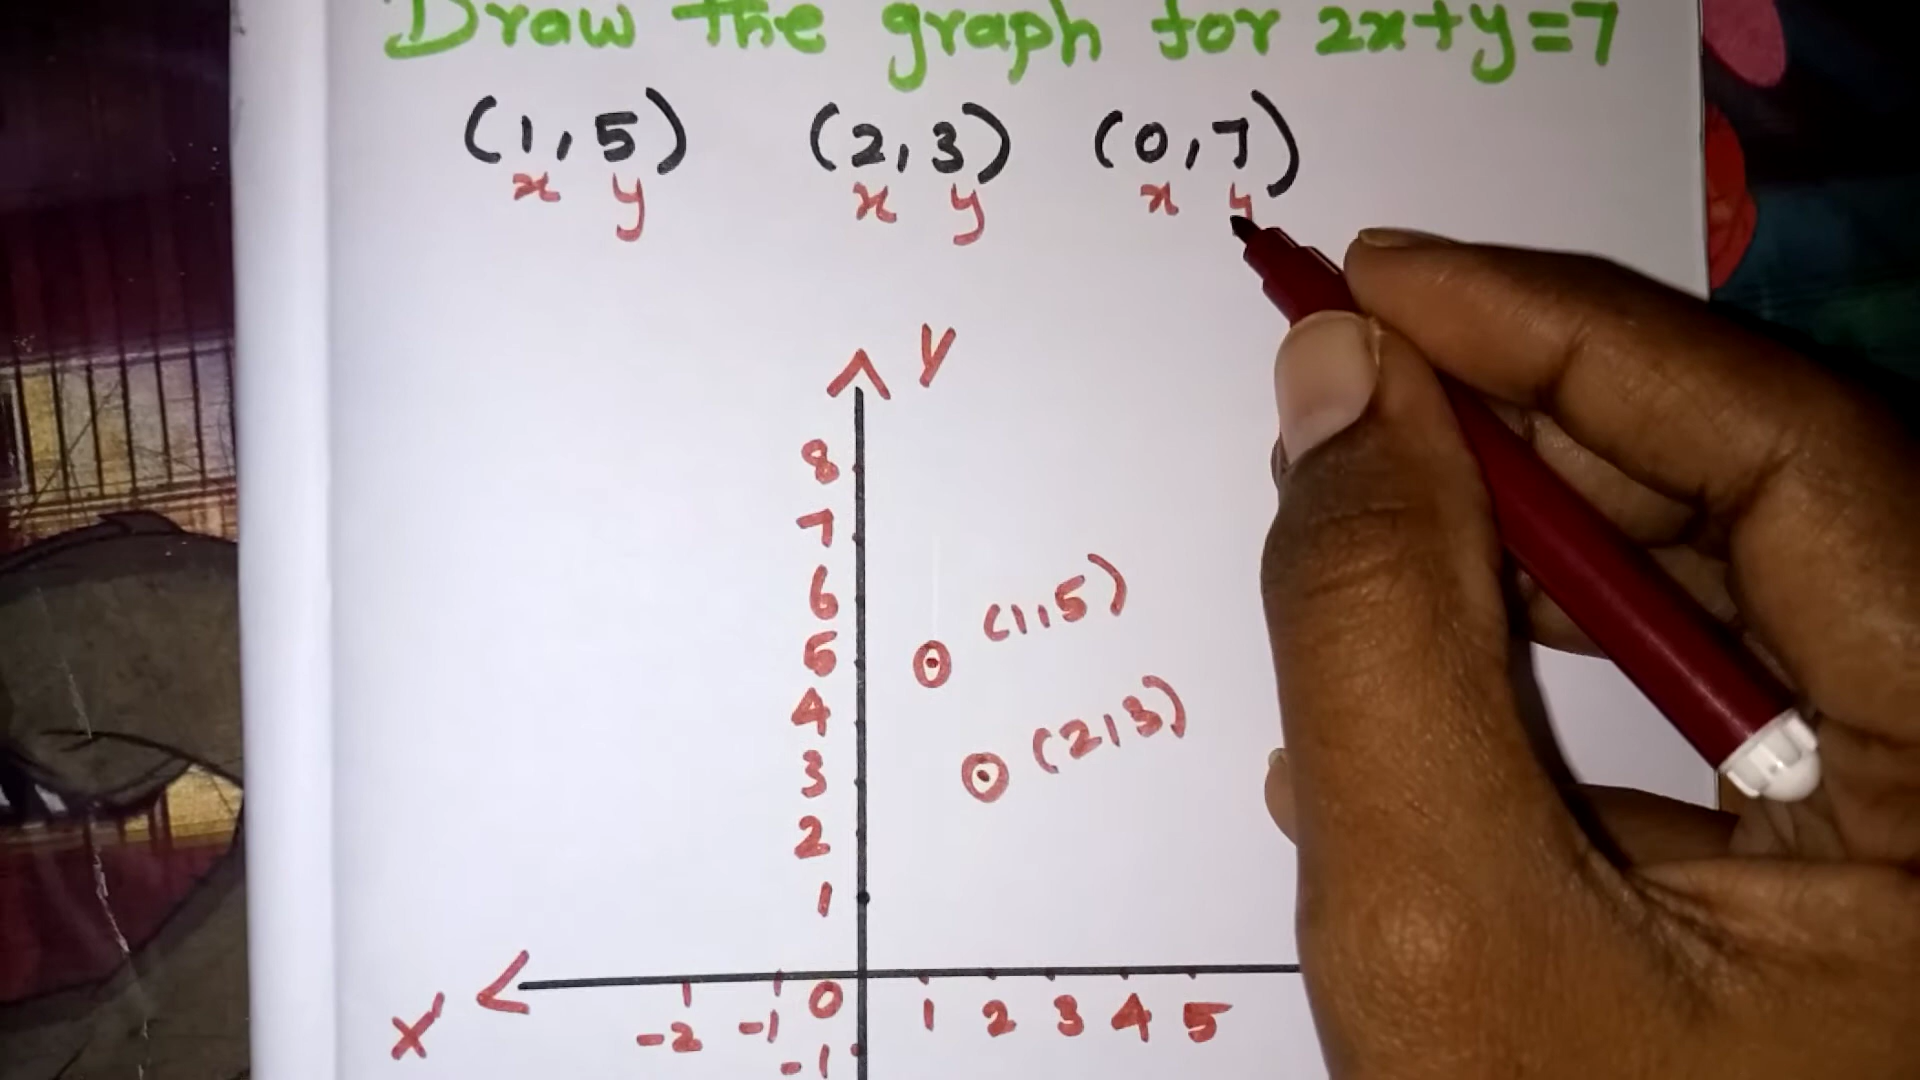 Draw the graph for 2x+y=7
(1,5) (2,3) (0,7)
x y x y x y
Y
8
7
6
(1,5)
5
4
(2,3)
3
2
1
X' -2 -1 0 1 2 3 4 5
-1